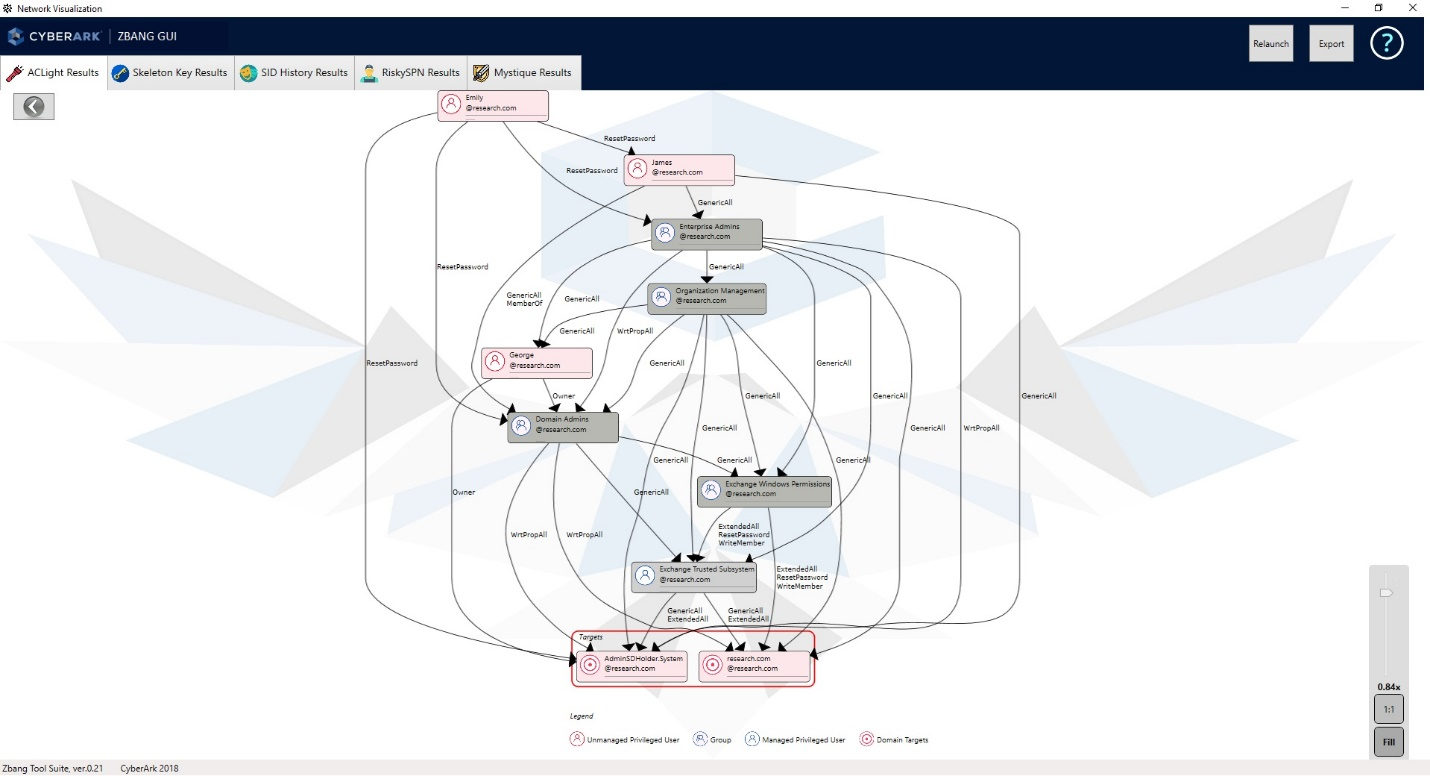 Network Visualization
CYBERARK | ZBANG GUI
Relaunch
Export
?
ACLight Results
Skeleton Key Results
SID History Results
RiskySPN Results
Mystique Results
Emily
@research.com
ResetPassword
James
@research.com
ResetPassword
GenericAll
Enterprise Admins
@research.com
ResetPassword
GenericAll
Organization Management
@research.com
GenericAll
MemberOf
GenericAll
GenericAll
WrtPropAll
George
@research.com
ResetPassword
GenericAll
GenericAll
Owner
GenericAll
GenericAll
GenericAll
WrtPropAll
GenericAll
Domain Admins
@research.com
GenericAll
GenericAll
GenericAll
GenericAll
Exchange Windows Permissions
@research.com
Owner
GenericAll
WrtPropAll
WrtPropAll
ExtendedAll
ResetPassword
WriteMember
Exchange Trusted Subsystem
@research.com
ExtendedAll
ResetPassword
WriteMember
GenericAll
ExtendedAll
GenericAll
ExtendedAll
Targets
AdminSDHolder.System
@research.com
research.com
@research.com
0.84x
1:1
Fill
Legend
Unmanaged Privileged User
Group
Managed Privileged User
Domain Targets
Zbang Tool Suite, ver.0.21
CyberArk 2018